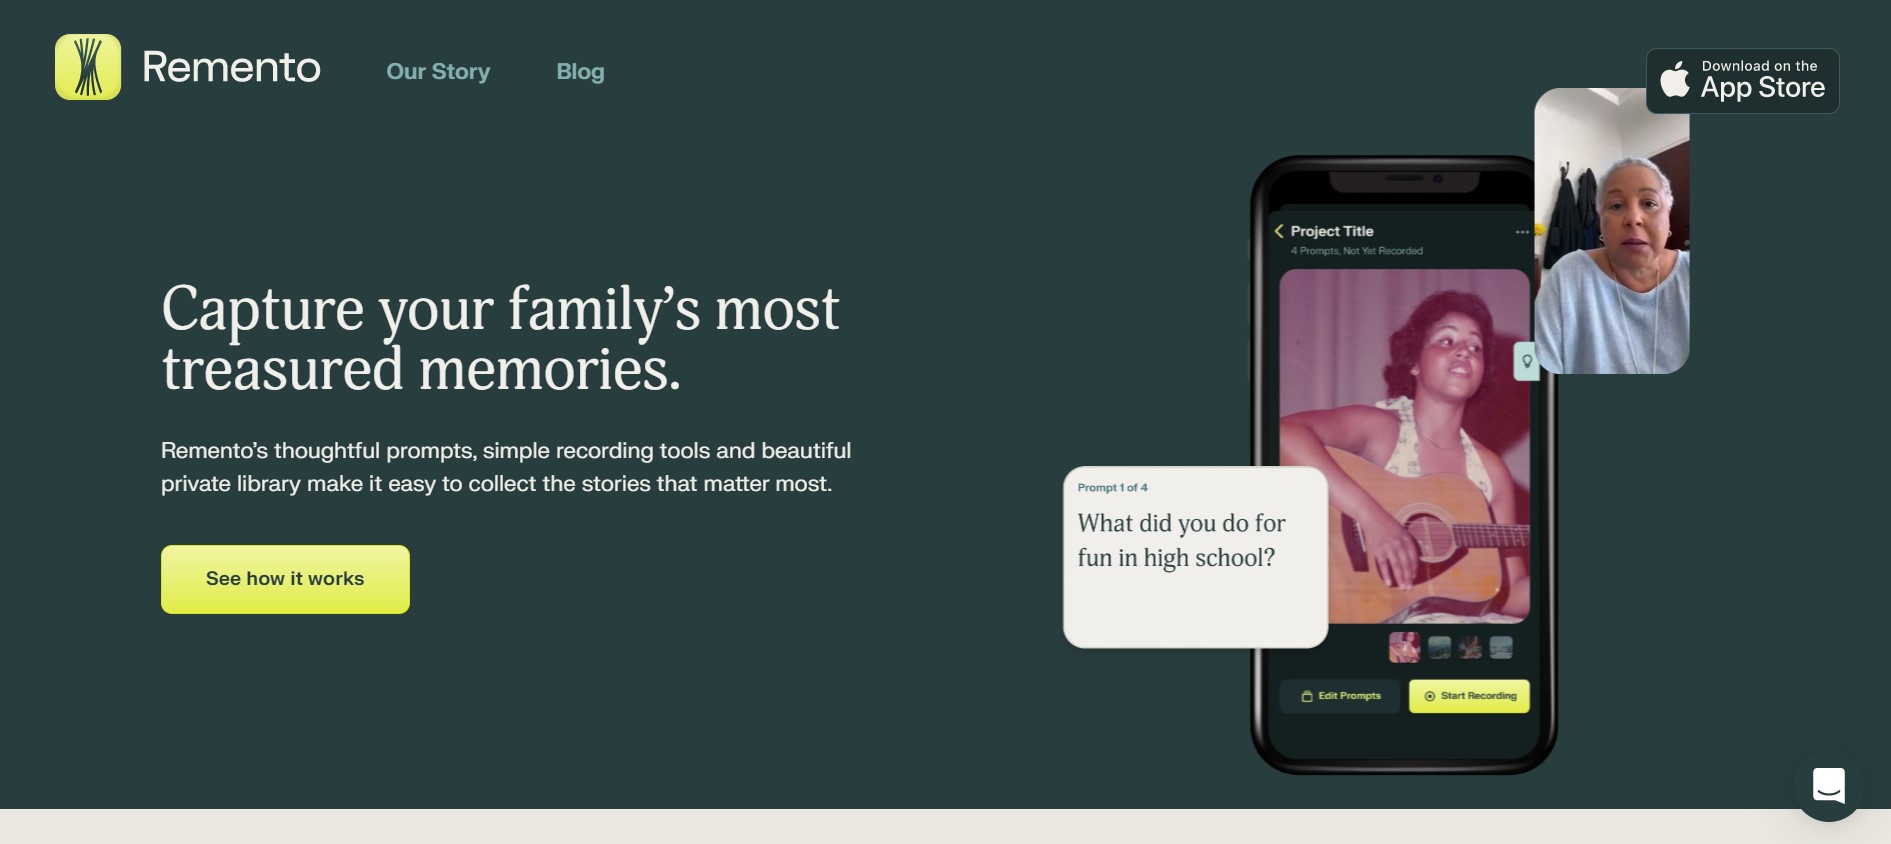 Remento
Our Story
Blog
Download on the
App Store
Capture your family’s most
treasured memories.
Remento’s thoughtful prompts, simple recording tools and beautiful
private library make it easy to collect the stories that matter most.
See how it works
Project Title
4 Prompts, Not Yet Recorded
Prompt 1 of 4
What did you do for
fun in high school?
Edit Prompts
Start Recording